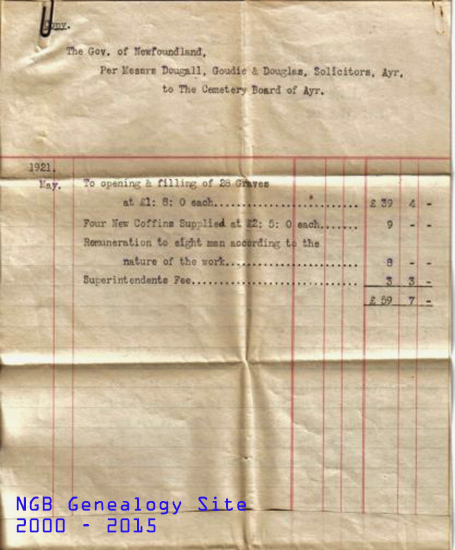 Copy.
The Gov. of Newfoundland,
Per Messrs Dougall, Goudie & Douglas, Solicitors, Ayr,
to The Cemetery Board of Ayr.
1921.
May. To opening & filling of 28 Graves
at £1: 8: 0 each.............................. £ 39 4 -
Four New Coffins Supplied at £2: 5: 0 each....... 9 - -
Remuneration to eight men according to the
nature of the work....................... 8 - -
Superintendents Fee.............................. 3 3 -
£ 59 7 -
NGB Genealogy Site
2000 - 2015